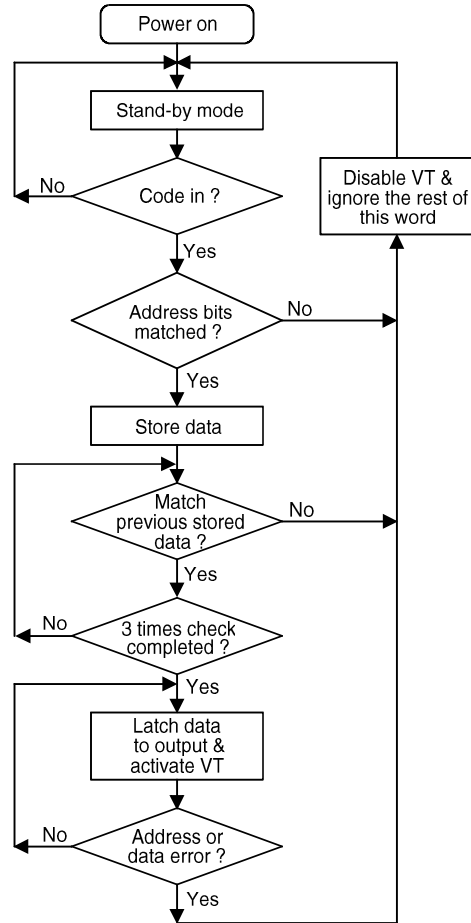 Power on
Stand-by mode
No
Code in ?
Disable VT &
ignore the rest of
this word
Yes
Address bits
matched ?
No
Yes
Store data
Match
previous stored
data ?
No
Yes
No
3 times check
completed ?
Yes
Latch data
to output &
activate VT
No
Address or
data error ?
Yes